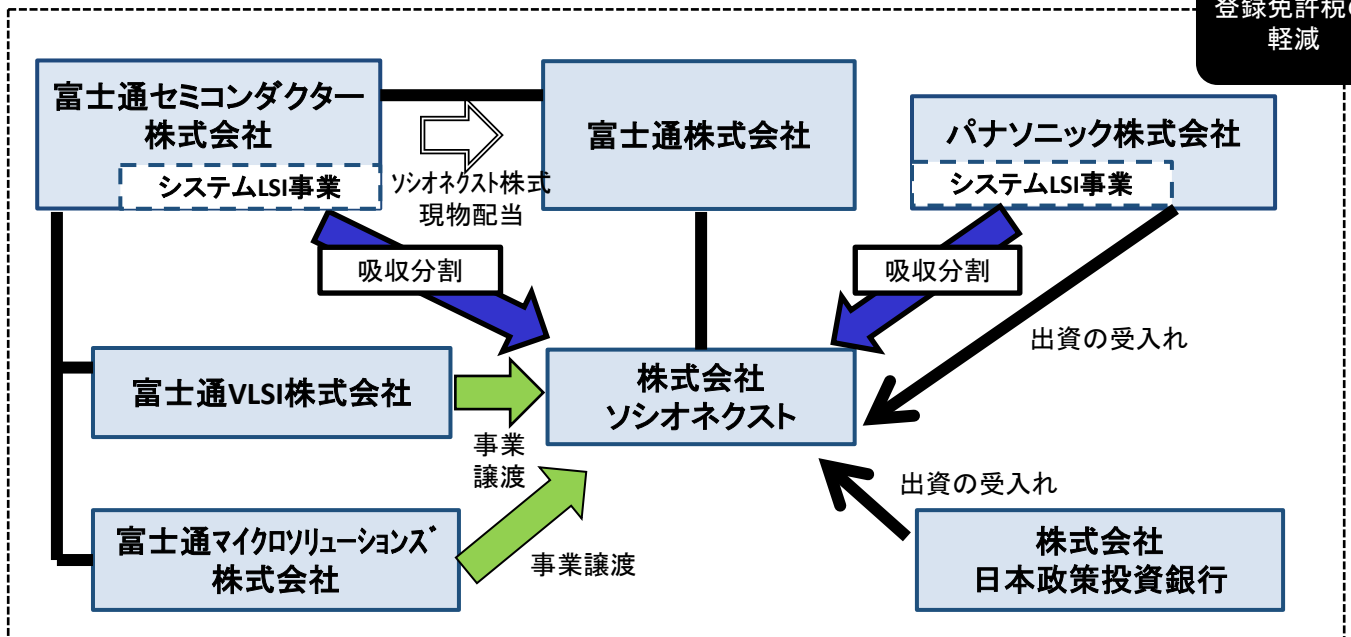 登録免許税の
軽減
富士通セミコンダクター
株式会社
システムLSI事業
ソシオネクスト株式
現物配当
富士通株式会社
パナソニック株式会社
システムLSI事業
吸収分割
吸収分割
出資の受入れ
富士通VLSI株式会社
株式会社
ソシオネクスト
事業
譲渡
出資の受入れ
富士通マイクロソリューションズ
株式会社
事業譲渡
株式会社
日本政策投資銀行